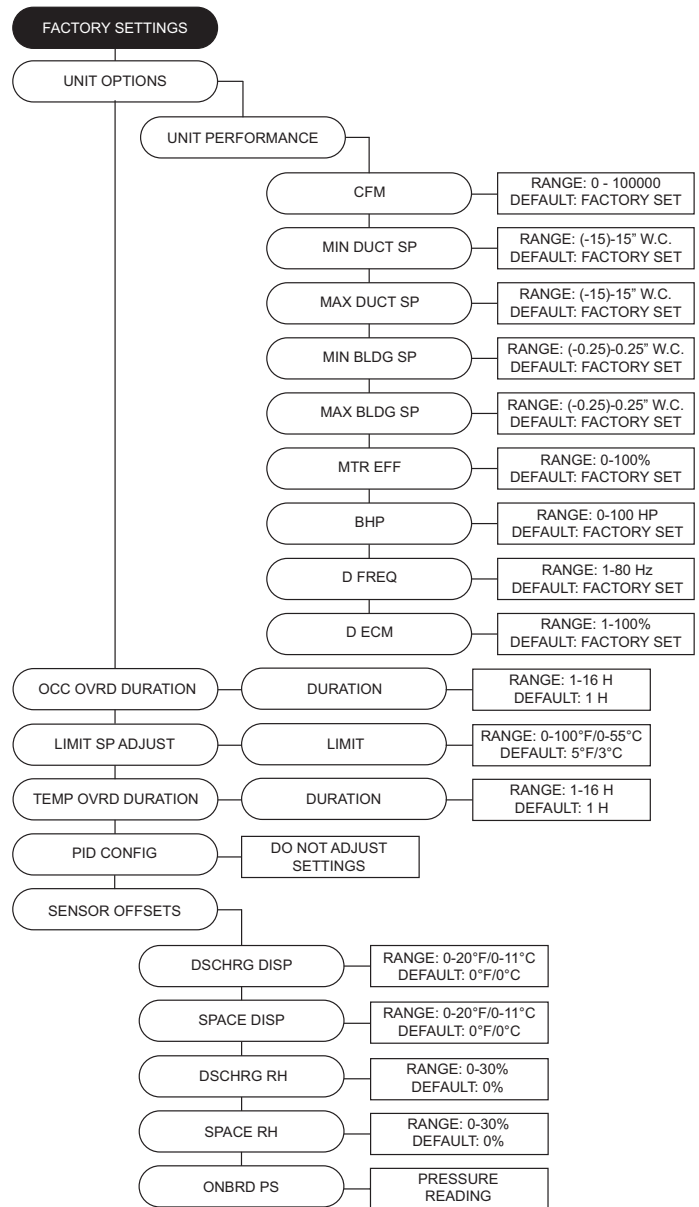 FACTORY SETTINGS
UNIT OPTIONS
UNIT PERFORMANCE
CFM
RANGE: 0 - 100000
DEFAULT: FACTORY SET
MIN DUCT SP
RANGE: (-15)-15” W.C.
DEFAULT: FACTORY SET
MAX DUCT SP
RANGE: (-15)-15” W.C.
DEFAULT: FACTORY SET
MIN BLDG SP
RANGE: (-0.25)-0.25” W.C.
DEFAULT: FACTORY SET
MAX BLDG SP
RANGE: (-0.25)-0.25” W.C.
DEFAULT: FACTORY SET
MTR EFF
RANGE: 0-100%
DEFAULT: FACTORY SET
BHP
RANGE: 0-100 HP
DEFAULT: FACTORY SET
D FREQ
RANGE: 1-80 Hz
DEFAULT: FACTORY SET
D ECM
RANGE: 1-100%
DEFAULT: FACTORY SET
OCC OVRD DURATION
DURATION
RANGE: 1-16 H
DEFAULT: 1 H
LIMIT SP ADJUST
LIMIT
RANGE: 0-100°F/0-55°C
DEFAULT: 5°F/3°C
TEMP OVRD DURATION
DURATION
RANGE: 1-16 H
DEFAULT: 1 H
PID CONFIG
DO NOT ADJUST
SETTINGS
SENSOR OFFSETS
DSCHRG DISP
RANGE: 0-20°F/0-11°C
DEFAULT: 0°F/0°C
SPACE DISP
RANGE: 0-20°F/0-11°C
DEFAULT: 0°F/0°C
DSCHRG RH
RANGE: 0-30%
DEFAULT: 0%
SPACE RH
RANGE: 0-30%
DEFAULT: 0%
ONBRD PS
PRESSURE
READING